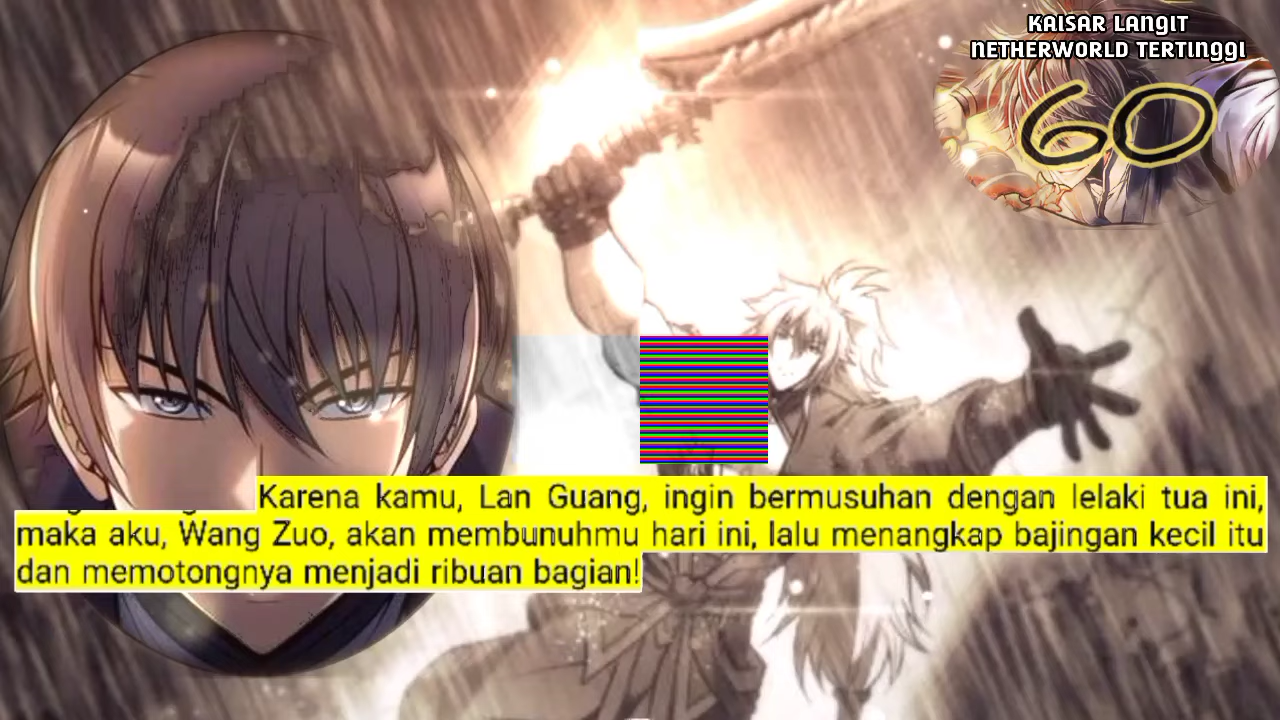 KAISAR LANGIT
NETHERWORLD TERTINGGI
60
Karena kamu, Lan Guang, ingin bermusuhan dengan lelaki tua ini,
maka aku, Wang Zuo, akan membunuhmu hari ini, lalu menangkap bajingan kecil itu
dan memotongnya menjadi ribuan bagian!